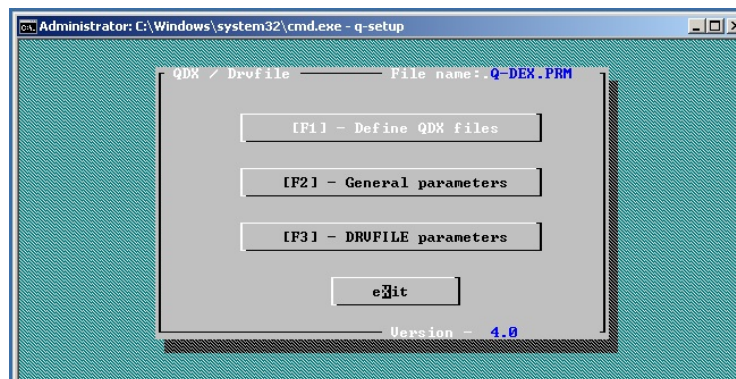 Administrator: C:\Windows\system32\cmd.exe - q-setup
QDX / Drvfile File name:.Q-DEX.PRM
[F1] - Define QDX files
[F2] - General parameters
[F3] - DRVFILE parameters
eXit
Version - 4.0